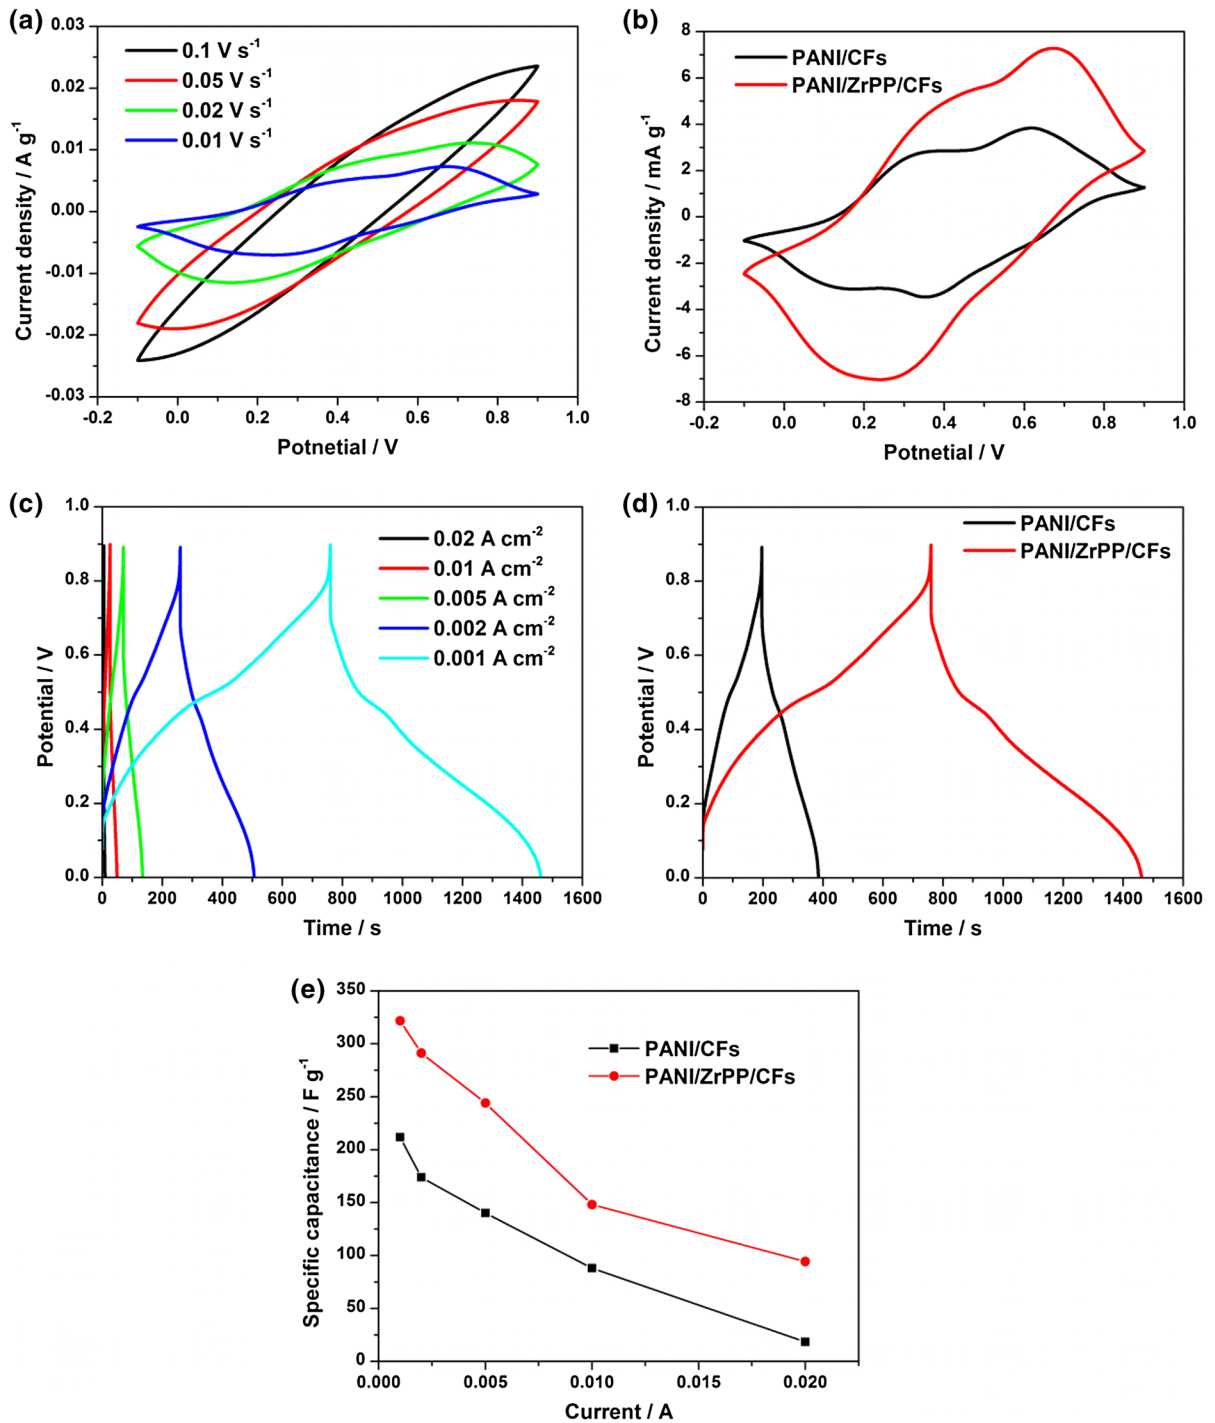 (a)
0.03
0.02
0.01
0.00
-0.01
-0.02
-0.03
Current density / A g⁻¹
0.1 V s⁻¹
0.05 V s⁻¹
0.02 V s⁻¹
0.01 V s⁻¹
-0.2 0.0 0.2 0.4 0.6 0.8 1.0
Potnetial / V
(b)
8
6
4
2
0
-2
-4
-6
-8
Current density / mA g⁻¹
PANI/CFs
PANI/ZrPP/CFs
-0.2 0.0 0.2 0.4 0.6 0.8 1.0
Potnetial / V
(c)
1.0
0.8
0.6
0.4
0.2
0.0
Potential / V
0.02 A cm⁻²
0.01 A cm⁻²
0.005 A cm⁻²
0.002 A cm⁻²
0.001 A cm⁻²
0 200 400 600 800 1000 1200 1400 1600
Time / s
(d)
1.0
0.8
0.6
0.4
0.2
0.0
Potential / V
PANI/CFs
PANI/ZrPP/CFs
0 200 400 600 800 1000 1200 1400 1600
Time / s
(e)
350
300
250
200
150
100
50
0
Specific capacitance / F g⁻¹
PANI/CFs
PANI/ZrPP/CFs
0.000 0.005 0.010 0.015 0.020
Current / A